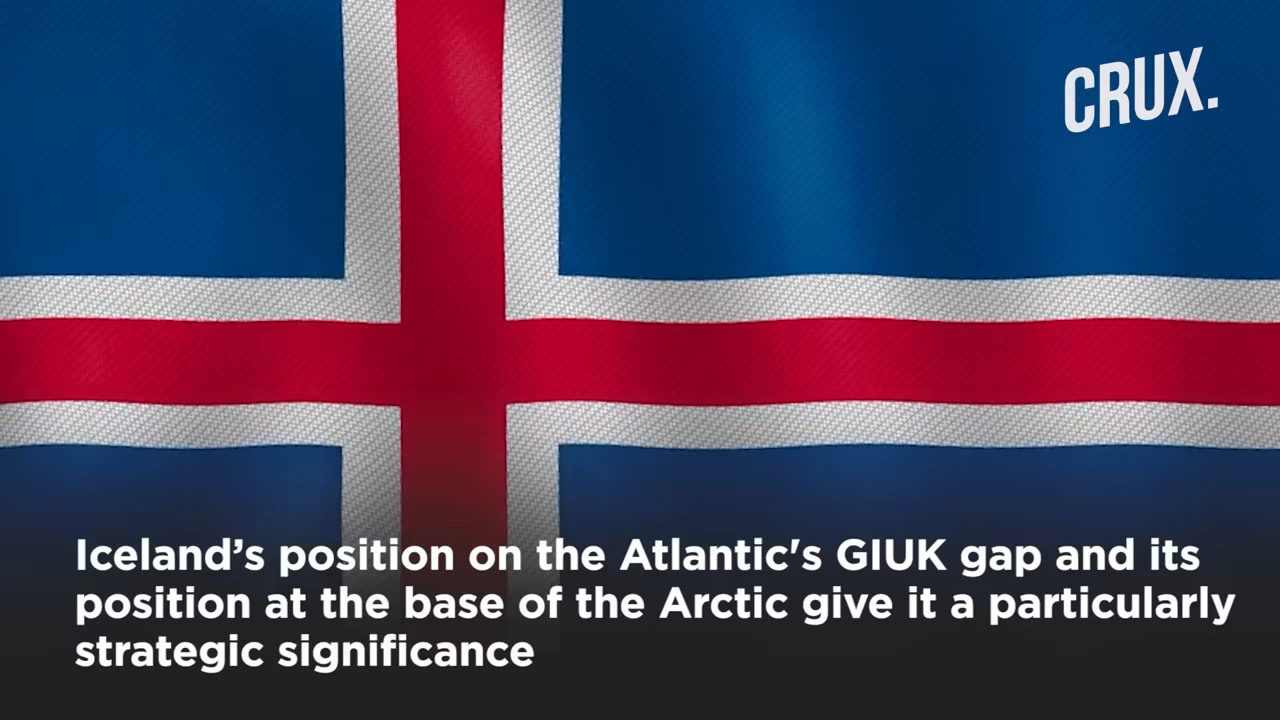 CRUX.
Iceland’s position on the Atlantic's GIUK gap and its
position at the base of the Arctic give it a particularly
strategic significance